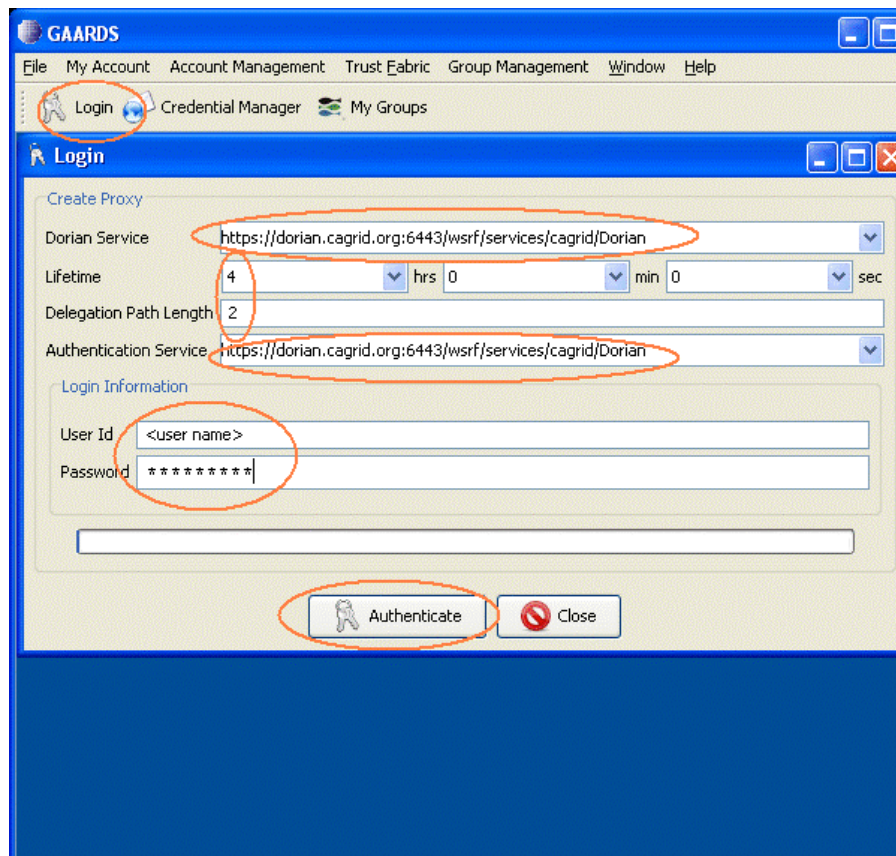 GAARDS
File My Account Account Management Trust Fabric Group Management Window Help
Login Credential Manager My Groups
Login
Create Proxy
Dorian Service https://dorian.cagrid.org:6443/wsrf/services/cagrid/Dorian
Lifetime 4 hrs 0 min 0 sec
Delegation Path Length 2
Authentication Service https://dorian.cagrid.org:6443/wsrf/services/cagrid/Dorian
Login Information
User Id <user name>
Password *********
Authenticate Close